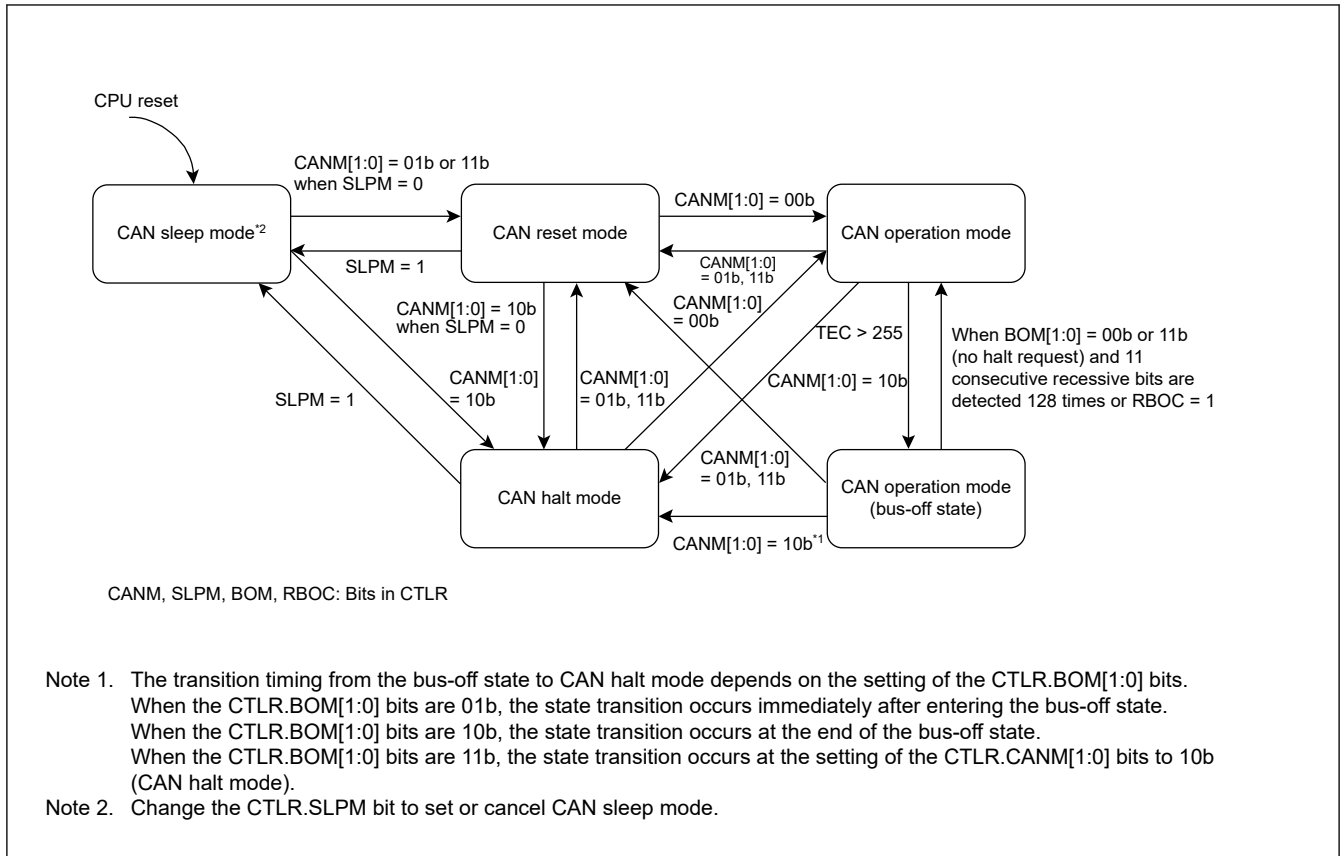 CPU reset
CANM[1:0] = 01b or 11b
when SLPM = 0
CANM[1:0] = 00b
CAN sleep mode*2
CAN reset mode
CAN operation mode
SLPM = 1
CANM[1:0]
= 01b, 11b
CANM[1:0] = 10b
when SLPM = 0
CANM[1:0]
= 00b
TEC > 255
When BOM[1:0] = 00b or 11b
(no halt request) and 11
consecutive recessive bits are
detected 128 times or RBOC = 1
SLPM = 1
CANM[1:0]
= 10b
CANM[1:0]
= 01b, 11b
CANM[1:0] = 10b
CANM[1:0]
= 01b, 11b
CAN halt mode
CAN operation mode
(bus-off state)
CANM[1:0] = 10b*1
CANM, SLPM, BOM, RBOC: Bits in CTLR
Note 1. The transition timing from the bus-off state to CAN halt mode depends on the setting of the CTLR.BOM[1:0] bits.
When the CTLR.BOM[1:0] bits are 01b, the state transition occurs immediately after entering the bus-off state.
When the CTLR.BOM[1:0] bits are 10b, the state transition occurs at the end of the bus-off state.
When the CTLR.BOM[1:0] bits are 11b, the state transition occurs at the setting of the CTLR.CANM[1:0] bits to 10b
(CAN halt mode).
Note 2. Change the CTLR.SLPM bit to set or cancel CAN sleep mode.